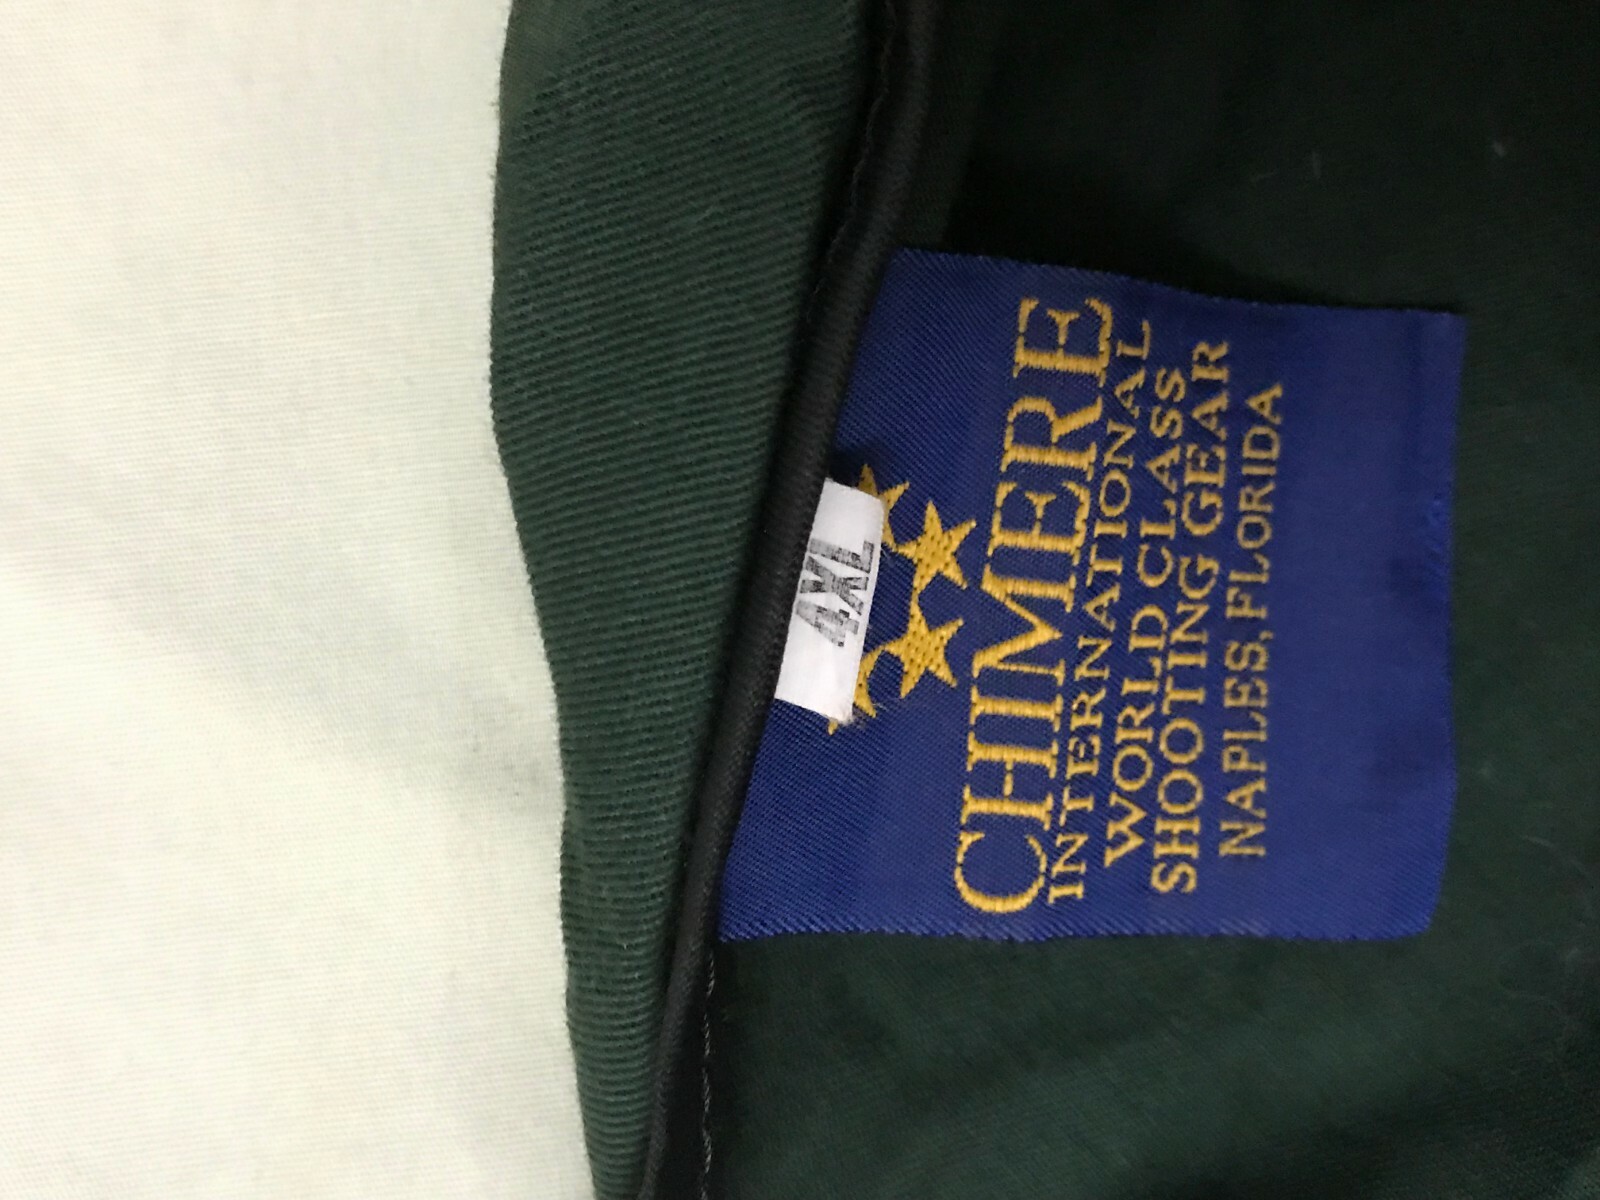 4XL
CHIMERE
INTERNATIONAL
WORLD CLASS
SHOOTING GEAR
NAPLES, FLORIDA